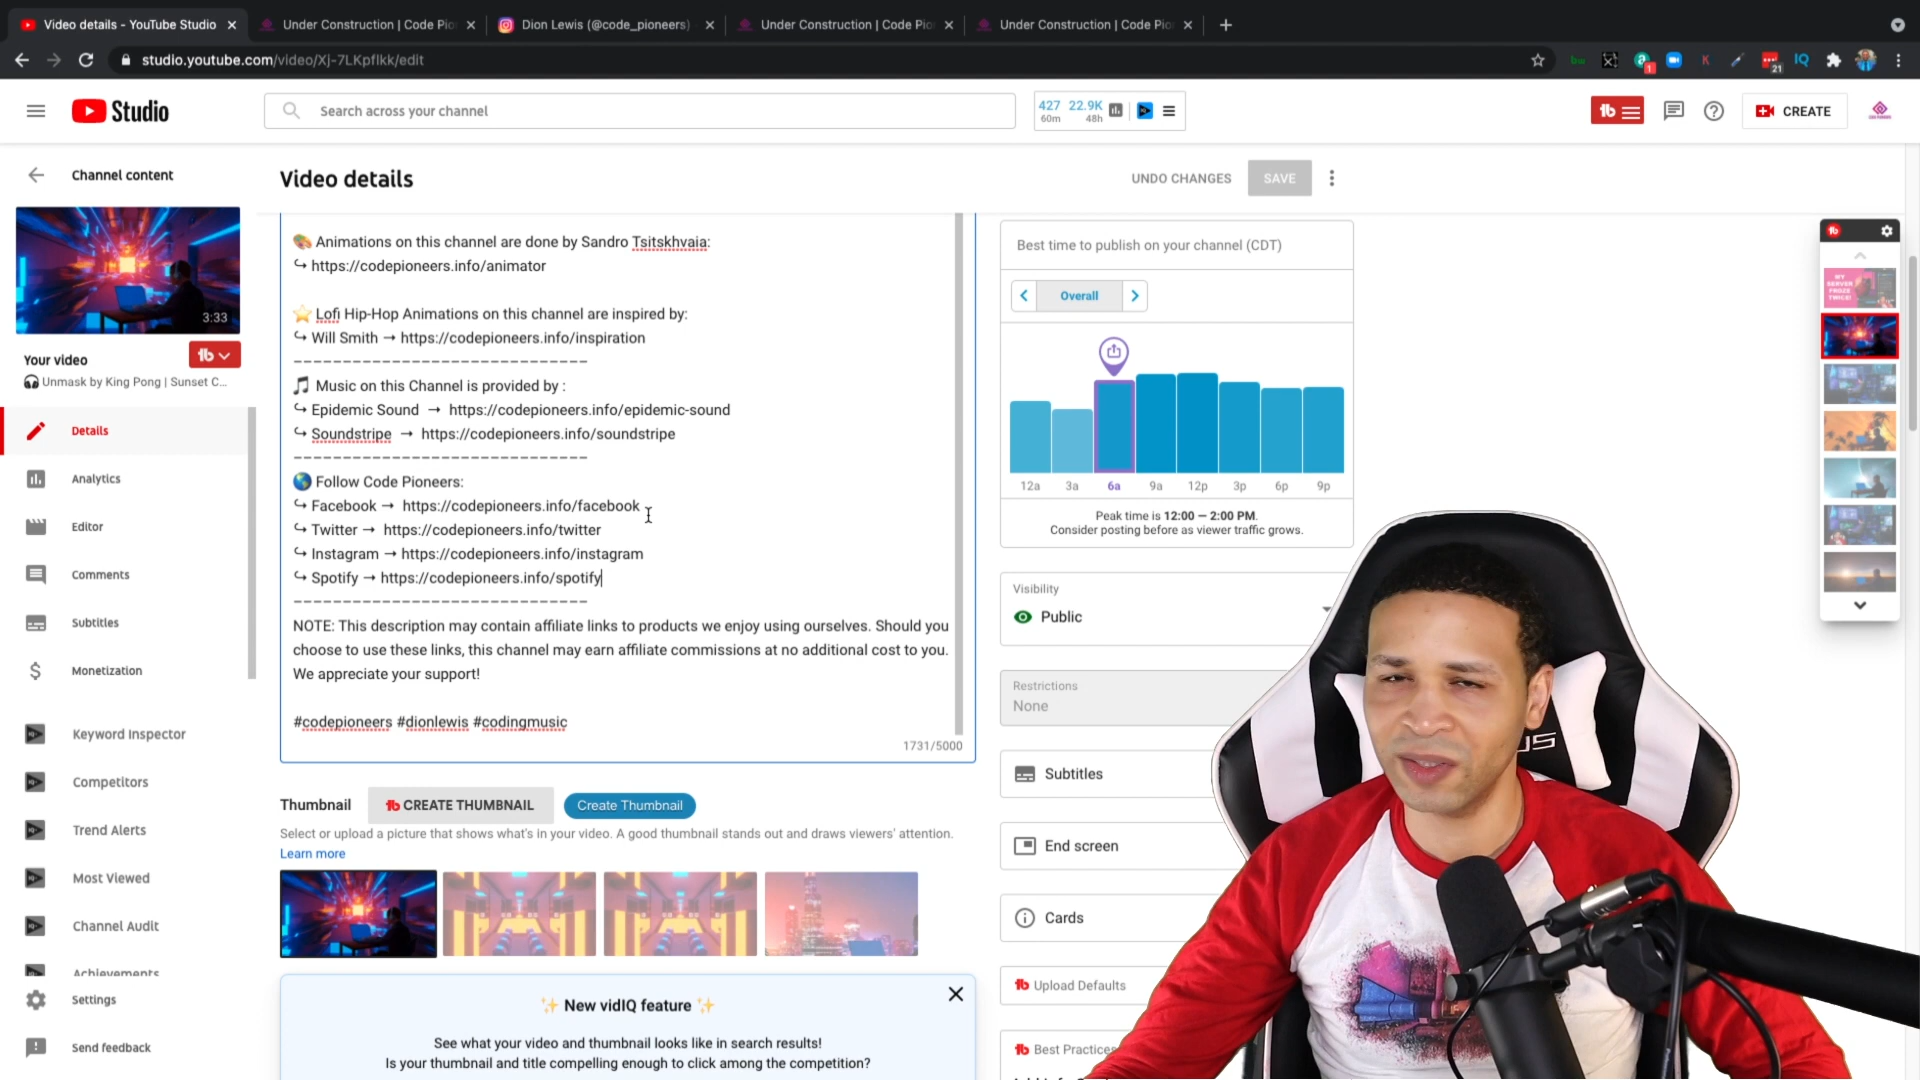 Video details - YouTube Studio
Under Construction | Code Pio
Dion Lewis (@code_pioneers)
Under Construction | Code Pio
Under Construction | Code Pio
studio.youtube.com/video/Xj-7LKpflkk/edit
1
21
IQ
Studio
Search across your channel
427 60m
22.9K 48h
CREATE
Channel content
3:33
Your video
Unmask by King Pong | Sunset C...
Details
Analytics
Editor
Comments
Subtitles
Monetization
Keyword Inspector
Competitors
Trend Alerts
Most Viewed
Channel Audit
Achievements
Settings
Send feedback
Video details
UNDO CHANGES
SAVE
🎨 Animations on this channel are done by Sandro Tsitskhvaia:
↪ https://codepioneers.info/animator
⭐ Lofi Hip-Hop Animations on this channel are inspired by:
↪ Will Smith → https://codepioneers.info/inspiration
–––––––––––––––––––––––––––––
🎵 Music on this Channel is provided by :
↪ Epidemic Sound → https://codepioneers.info/epidemic-sound
↪ Soundstripe → https://codepioneers.info/soundstripe
–––––––––––––––––––––––––––––
🌎 Follow Code Pioneers:
↪ Facebook → https://codepioneers.info/facebook
↪ Twitter → https://codepioneers.info/twitter
↪ Instagram → https://codepioneers.info/instagram
↪ Spotify → https://codepioneers.info/spotify
–––––––––––––––––––––––––––––
NOTE: This description may contain affiliate links to products we enjoy using ourselves. Should you
choose to use these links, this channel may earn affiliate commissions at no additional cost to you.
We appreciate your support!
#codepioneers #dionlewis #codingmusic
1731/5000
Thumbnail
CREATE THUMBNAIL
Create Thumbnail
Select or upload a picture that shows what's in your video. A good thumbnail stands out and draws viewers' attention.
Learn more
✨ New vidIQ feature ✨
See what your video and thumbnail looks like in search results!
Is your thumbnail and title compelling enough to click among the competition?
Best time to publish on your channel (CDT)
Overall
12a 3a 6a 9a 12p 3p 6p 9p
Peak time is 12:00 – 2:00 PM.
Consider posting before as viewer traffic grows.
Visibility
Public
Restrictions
None
Subtitles
End screen
Cards
Upload Defaults
Best Practices
MY SERVER FROZE TWICE!